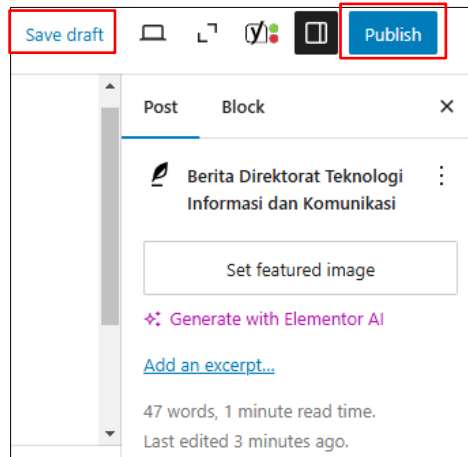 Save draft
Publish
Post Block
Berita Direktorat Teknologi
Informasi dan Komunikasi
Set featured image
Generate with Elementor AI
Add an excerpt...
47 words, 1 minute read time.
Last edited 3 minutes ago.